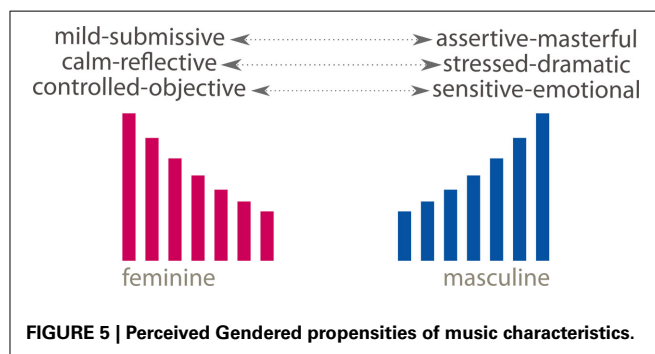 mild-submissive assertive-masterful
calm-reflective stressed-dramatic
controlled-objective sensitive-emotional
feminine masculine
FIGURE 5 | Perceived Gendered propensities of music characteristics.